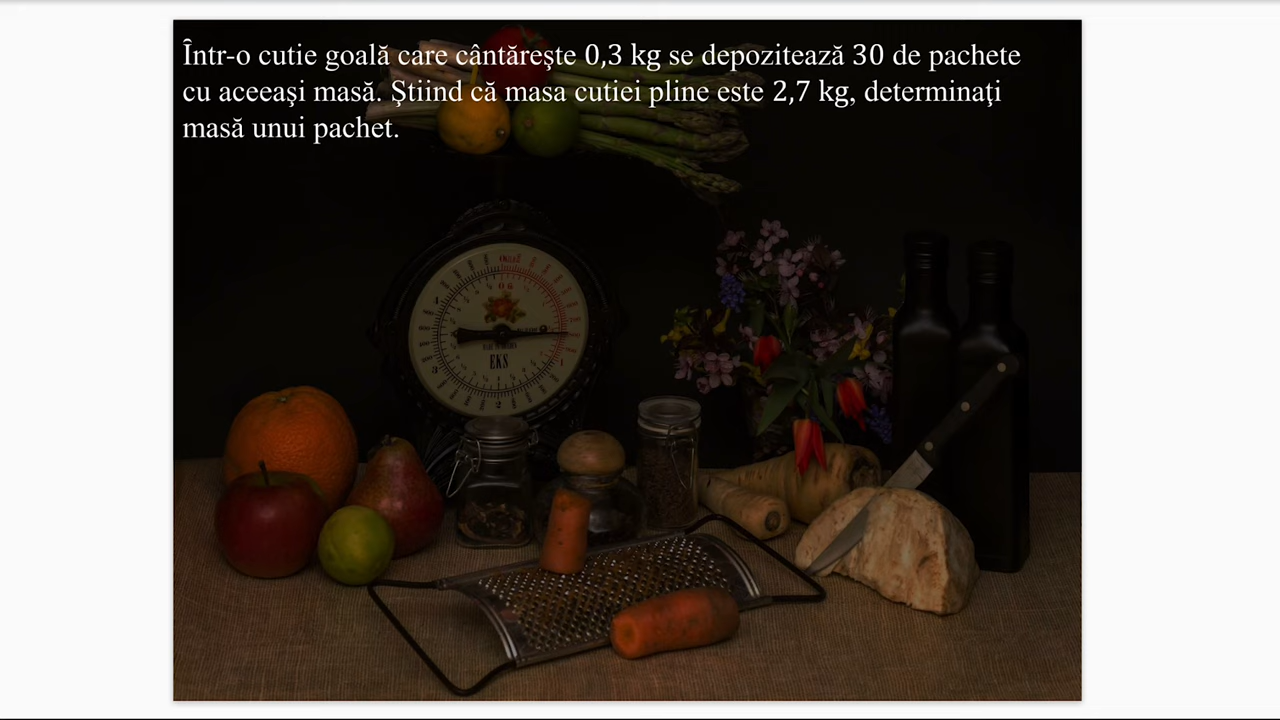 Într-o cutie goală care cântăreşte 0,3 kg se depozitează 30 de pachete
cu aceeaşi masă. Ştiind că masa cutiei pline este 2,7 kg, determinaţi
masă unui pachet.
EKS